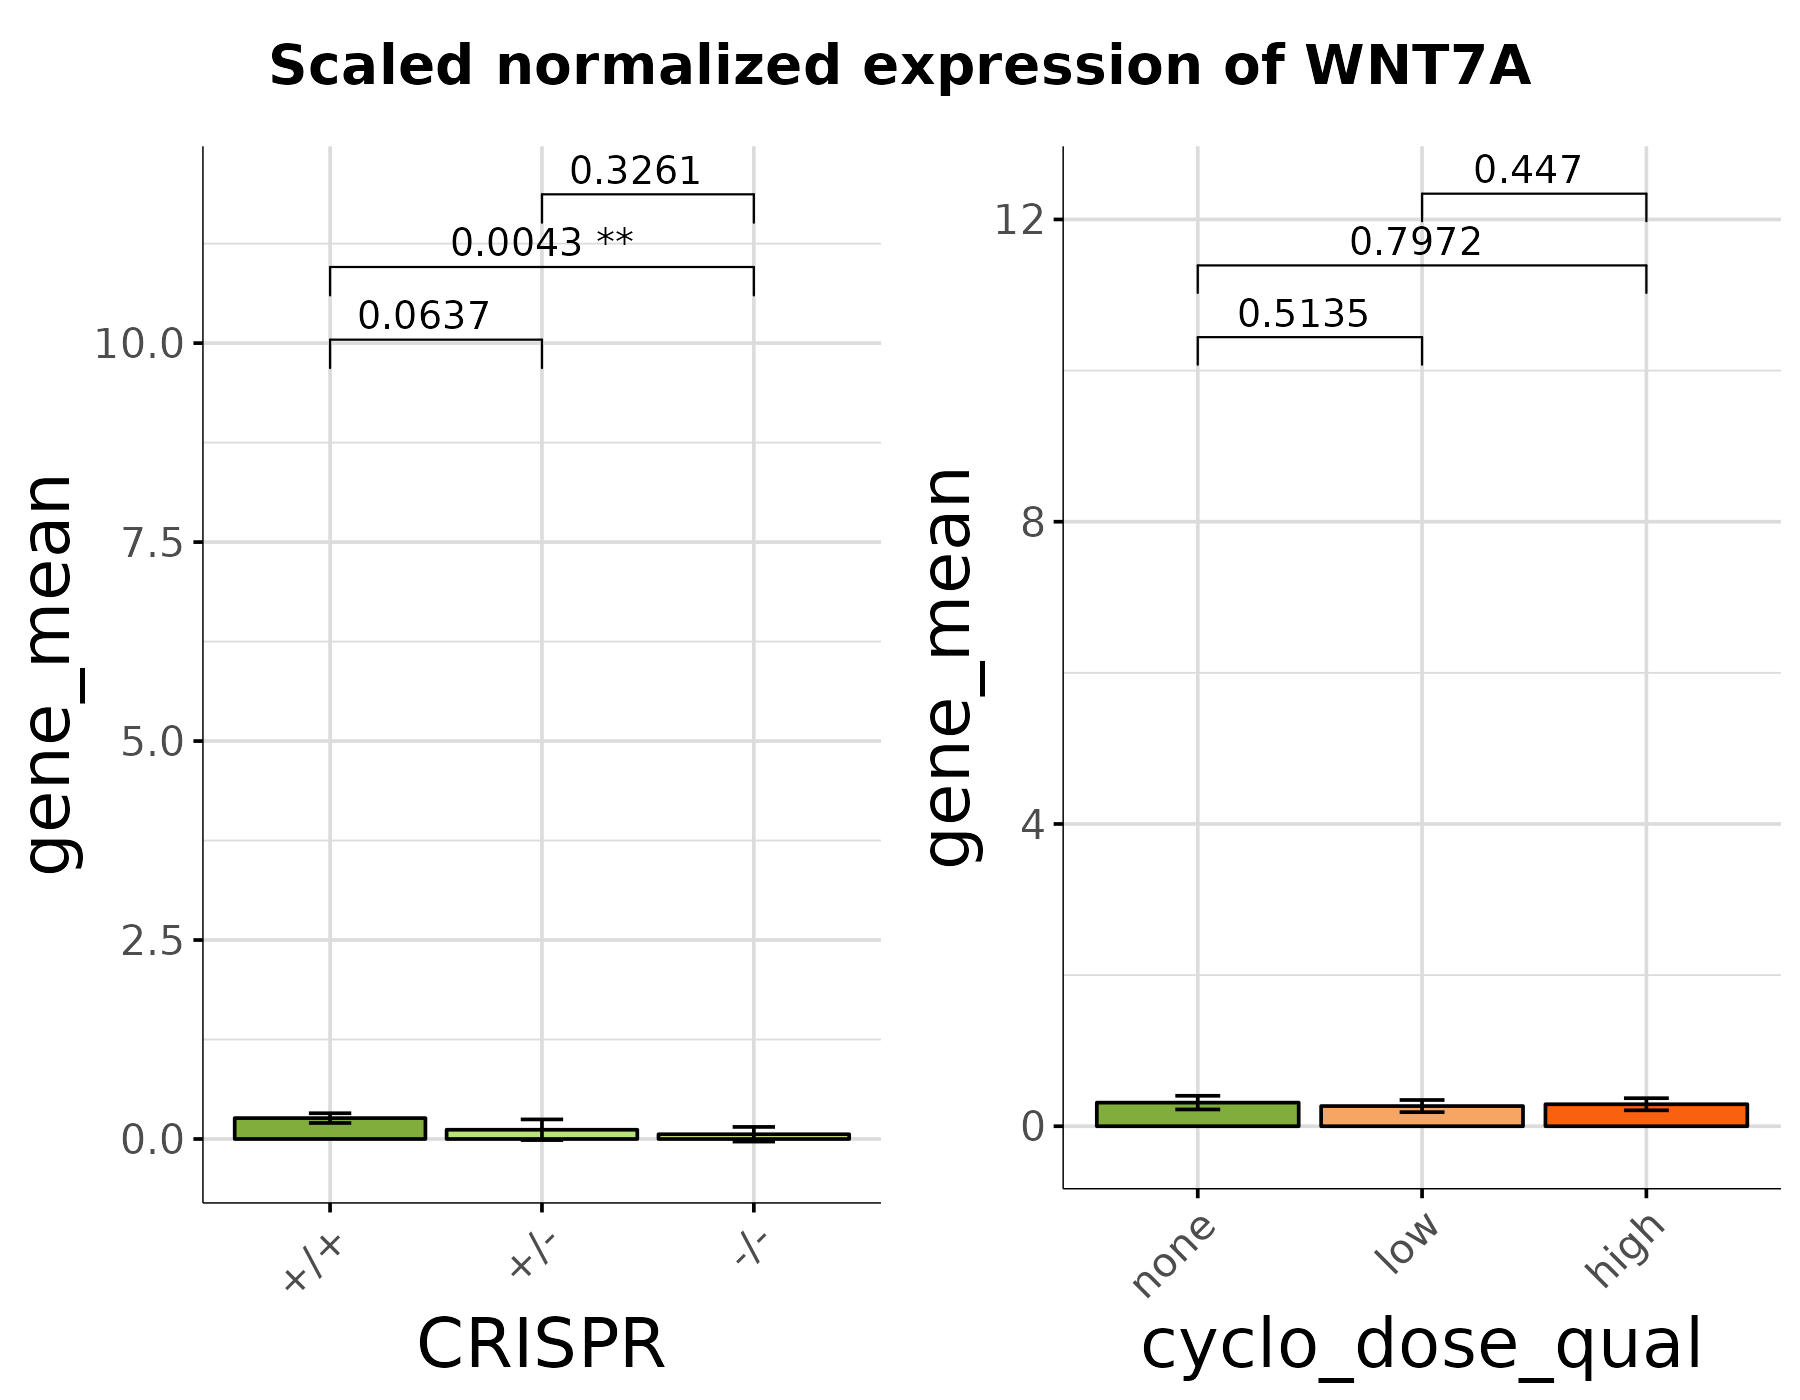 Scaled normalized expression of WNT7A
gene_mean
10.0
7.5
5.0
2.5
0.0
0.3261
0.0043 **
0.0637
+/+
+/-
-/-
CRISPR
gene_mean
12
8
4
0
0.447
0.7972
0.5135
none
low
high
cyclo_dose_qual